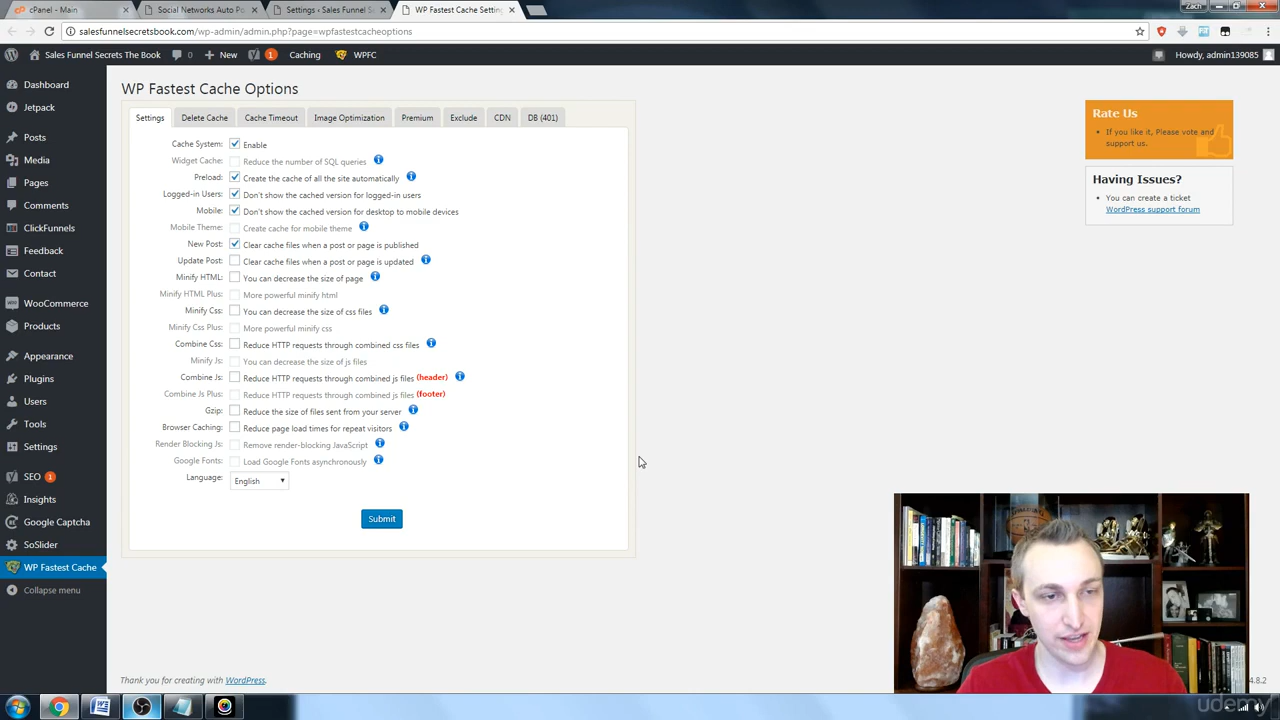 cPanel - Main
Social Networks Auto Po
Settings ‹ Sales Funnel S
WP Fastest Cache Settin
Zach
salesfunnelsecretsbook.com/wp-admin/admin.php?page=wpfastestcacheoptions
Sales Funnel Secrets The Book
0
New
1
Caching
WPFC
Howdy, admin139085
Dashboard
Jetpack
Posts
Media
Pages
Comments
ClickFunnels
Feedback
Contact
WooCommerce
Products
Appearance
Plugins
Users
Tools
Settings
SEO 1
Insights
Google Captcha
SoSlider
WP Fastest Cache
Collapse menu
WP Fastest Cache Options
Settings
Delete Cache
Cache Timeout
Image Optimization
Premium
Exclude
CDN
DB (401)
Cache System: Enable
Widget Cache: Reduce the number of SQL queries
Preload: Create the cache of all the site automatically
Logged-in Users: Don't show the cached version for logged-in users
Mobile: Don't show the cached version for desktop to mobile devices
Mobile Theme: Create cache for mobile theme
New Post: Clear cache files when a post or page is published
Update Post: Clear cache files when a post or page is updated
Minify HTML: You can decrease the size of page
Minify HTML Plus: More powerful minify html
Minify Css: You can decrease the size of css files
Minify Css Plus: More powerful minify css
Combine Css: Reduce HTTP requests through combined css files
Minify Js: You can decrease the size of js files
Combine Js: Reduce HTTP requests through combined js files (header)
Combine Js Plus: Reduce HTTP requests through combined js files (footer)
Gzip: Reduce the size of files sent from your server
Browser Caching: Reduce page load times for repeat visitors
Render Blocking Js: Remove render-blocking JavaScript
Google Fonts: Load Google Fonts asynchronously
Language: English
Submit
Rate Us
If you like it, Please vote and
support us.
Having Issues?
You can create a ticket
WordPress support forum
SPALDING
Thank you for creating with WordPress.
4.8.2
udemy